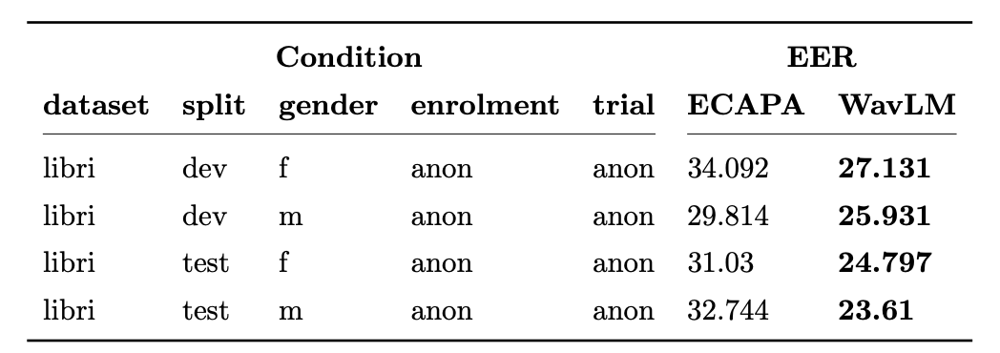 Condition EER
dataset split gender enrolment trial ECAPA WavLM
libri dev f anon anon 34.092 27.131
libri dev m anon anon 29.814 25.931
libri test f anon anon 31.03 24.797
libri test m anon anon 32.744 23.61